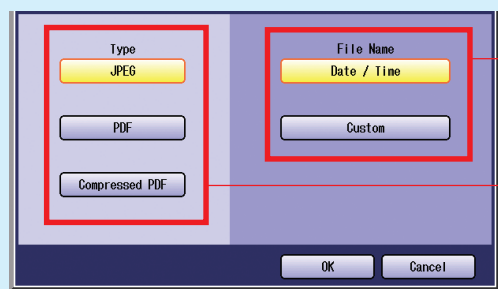 Type
JPEG
PDF
Compressed PDF
File Name
Date / Time
Custom
OK
Cancel